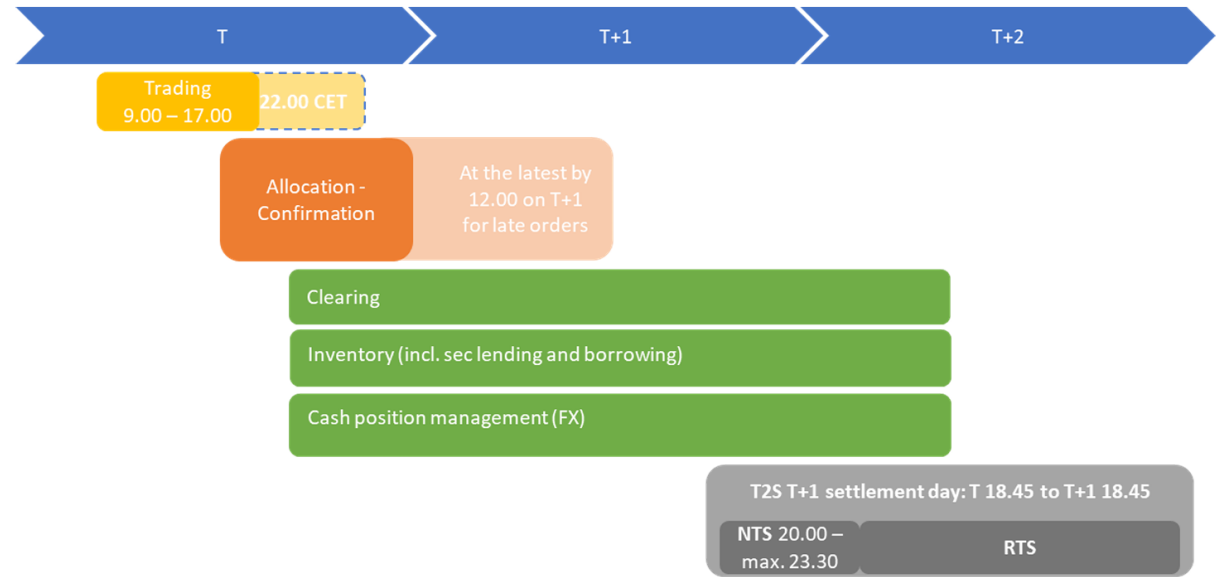 T
T+1
T+2
Trading
9.00 – 17.00
22.00 CET
Allocation -
Confirmation
At the latest by
12.00 on T+1
for late orders
Clearing
Inventory (incl. sec lending and borrowing)
Cash position management (FX)
T2S T+1 settlement day: T 18.45 to T+1 18.45
NTS 20.00 –
max. 23.30
RTS